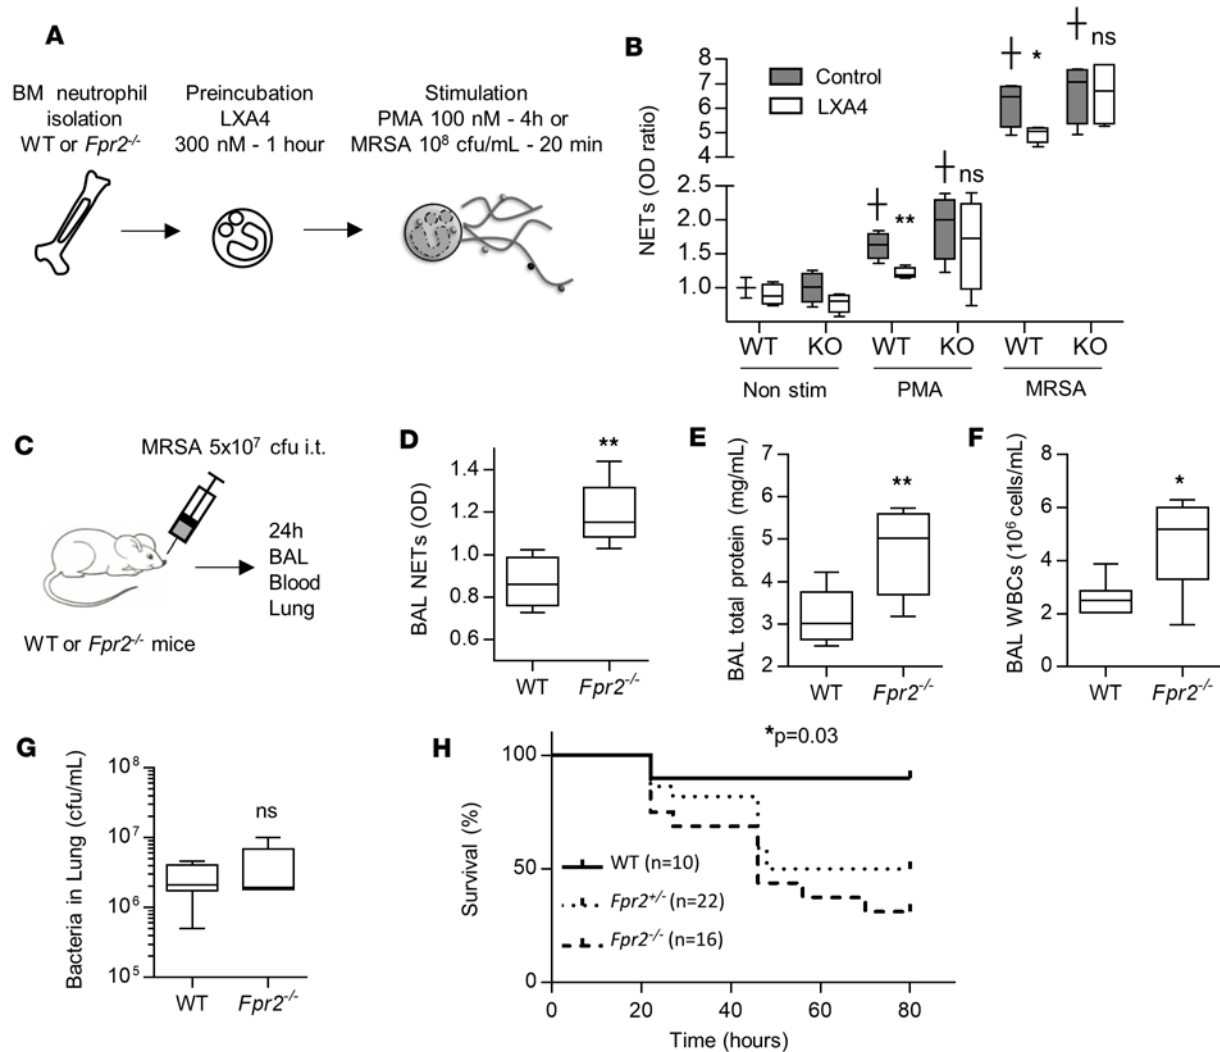 A
BM neutrophil
isolation
WT or Fpr2-/-
Preincubation
LXA4
300 nM - 1 hour
Stimulation
PMA 100 nM - 4h or
MRSA 10⁸ cfu/mL - 20 min
B
NETs (OD ratio)
8
7
6
5
4
2.5
2.0
1.5
1.0
Control
LXA4
**
ns
*
ns
WT
KO
WT
KO
WT
KO
Non stim
PMA
MRSA
C
MRSA 5x10⁷ cfu i.t.
24h
BAL
Blood
Lung
WT or Fpr2-/- mice
D
BAL NETs (OD)
1.4
1.2
1.0
0.8
0.6
**
WT
Fpr2-/-
E
BAL total protein (mg/mL)
7
6
5
4
3
2
**
WT
Fpr2-/-
F
BAL WBCs (10⁶ cells/mL)
8
6
4
2
0
*
WT
Fpr2-/-
G
Bacteria in Lung (cfu/mL)
10⁸
10⁷
10⁶
10⁵
ns
WT
Fpr2-/-
H
Survival (%)
100
50
0
*p=0.03
WT (n=10)
Fpr2+/- (n=22)
Fpr2-/- (n=16)
0
20
40
60
80
Time (hours)